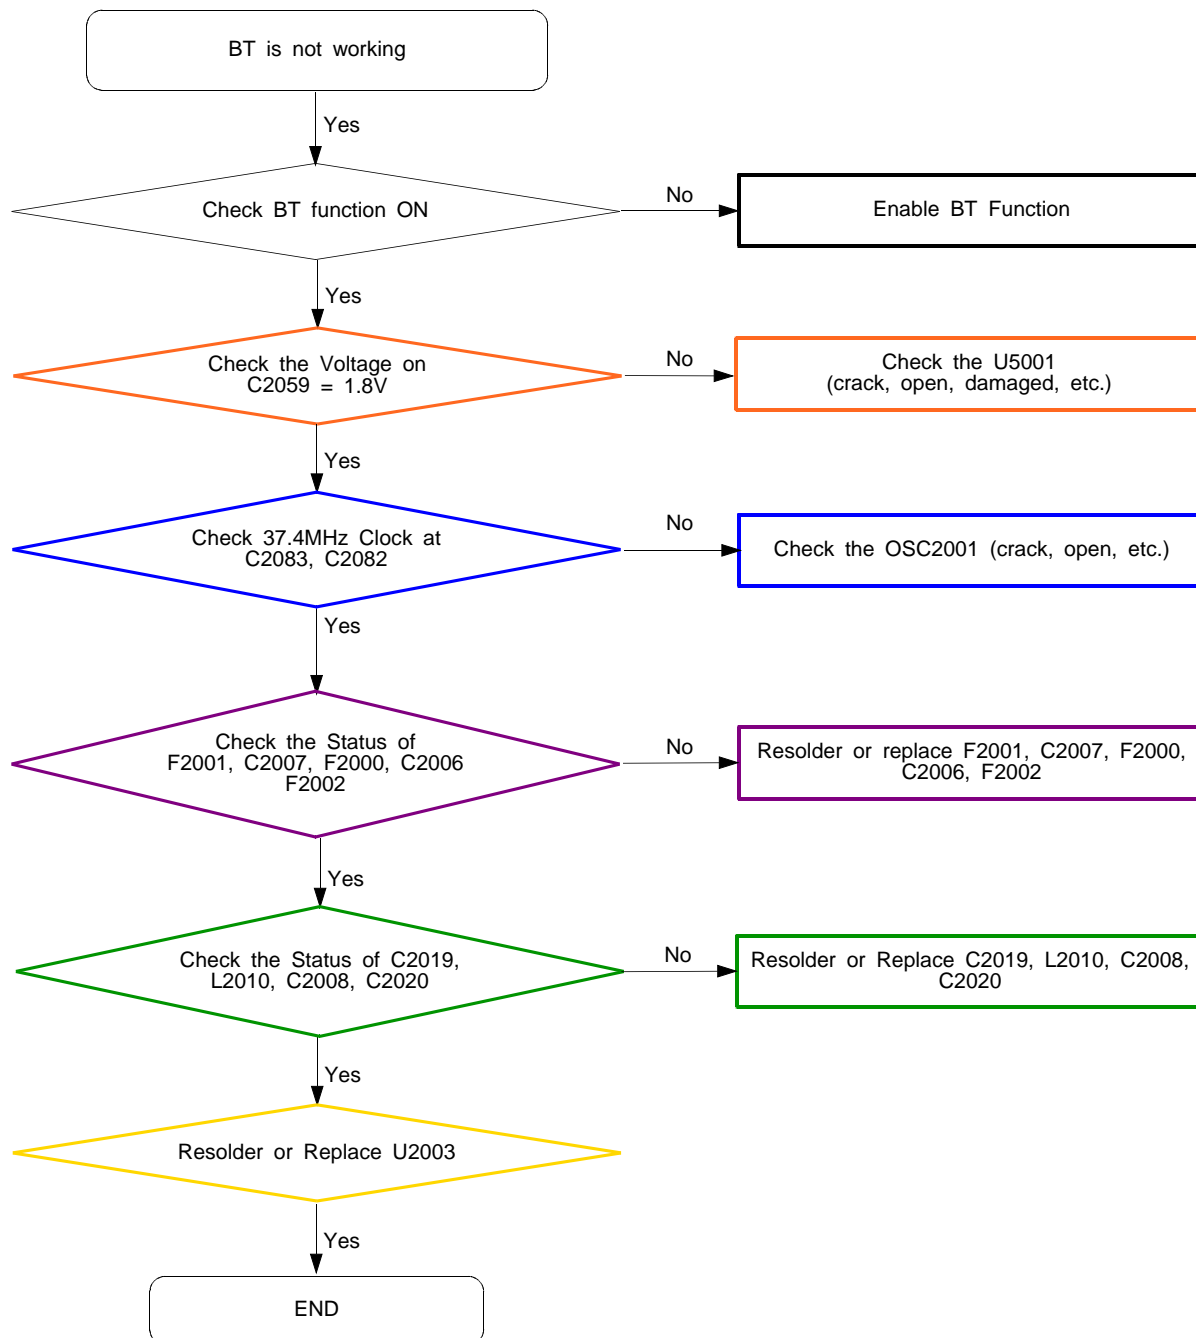 BT is not working
Yes
Check BT function ON
No
Enable BT Function
Yes
Check the Voltage on
C2059 = 1.8V
No
Check the U5001
(crack, open, damaged, etc.)
Yes
Check 37.4MHz Clock at
C2083, C2082
No
Check the OSC2001 (crack, open, etc.)
Yes
Check the Status of
F2001, C2007, F2000, C2006
F2002
No
Resolder or replace F2001, C2007, F2000,
C2006, F2002
Yes
Check the Status of C2019,
L2010, C2008, C2020
No
Resolder or Replace C2019, L2010, C2008,
C2020
Yes
Resolder or Replace U2003
Yes
END